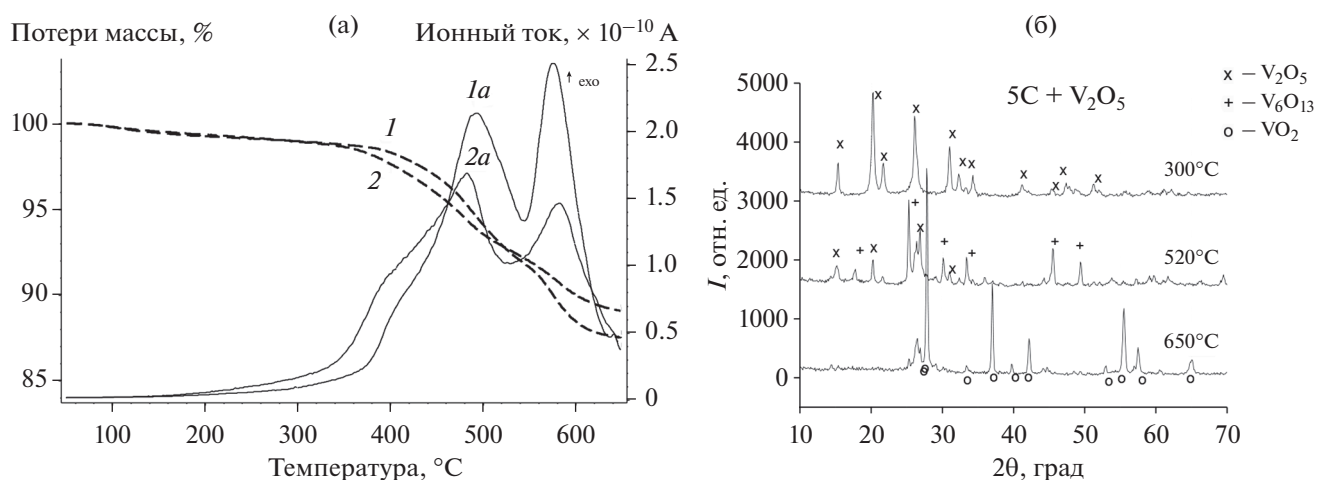 (а)
Потери массы, %
Ионный ток, × 10⁻¹⁰ А
100
95
90
85
2.5
2.0
1.5
1.0
0.5
0
1
2
1a
2a
exo
100
200
300
400
500
600
Температура, °C
(б)
5C + V₂O₅
x – V₂O₅
+ – V₆O₁₃
o – VO₂
5000
4000
3000
2000
1000
0
I, отн. ед.
300°C
520°C
650°C
10
20
30
40
50
60
70
2θ, град